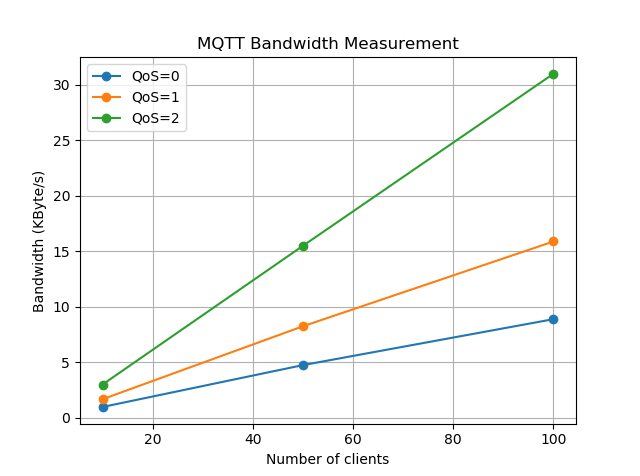 MQTT Bandwidth Measurement
QoS=0
QoS=1
QoS=2
Bandwidth (KByte/s)
30
25
20
15
10
5
0
20 40 60 80 100
Number of clients